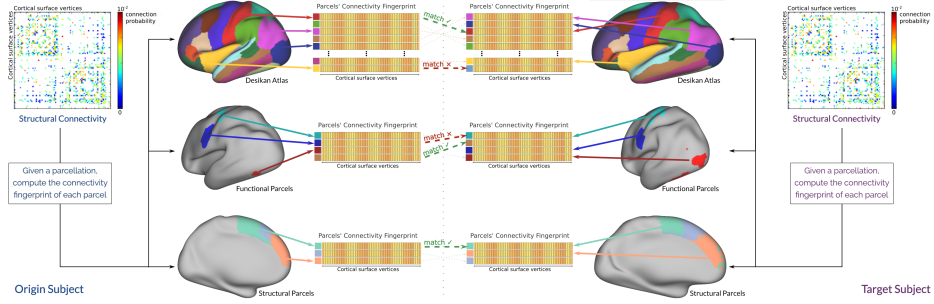 Cortical surface vertices
Cortical surface vertices
10⁻²
connection
probability
0
Structural Connectivity
Given a parcellation,
compute the connectivity
fingerprint of each parcel
Origin Subject
Desikan Atlas
Parcels' Connectivity Fingerprint
Cortical surface vertices
match ✓
match ×
Parcels' Connectivity Fingerprint
Cortical surface vertices
Desikan Atlas
Functional Parcels
Parcels' Connectivity Fingerprint
Cortical surface vertices
match ×
match ✓
Parcels' Connectivity Fingerprint
Cortical surface vertices
Functional Parcels
Structural Parcels
Parcels' Connectivity Fingerprint
Cortical surface vertices
match ✓
Parcels' Connectivity Fingerprint
Cortical surface vertices
Structural Parcels
Cortical surface vertices
Cortical surface vertices
10⁻²
connection
probability
0
Structural Connectivity
Given a parcellation,
compute the connectivity
fingerprint of each parcel
Target Subject